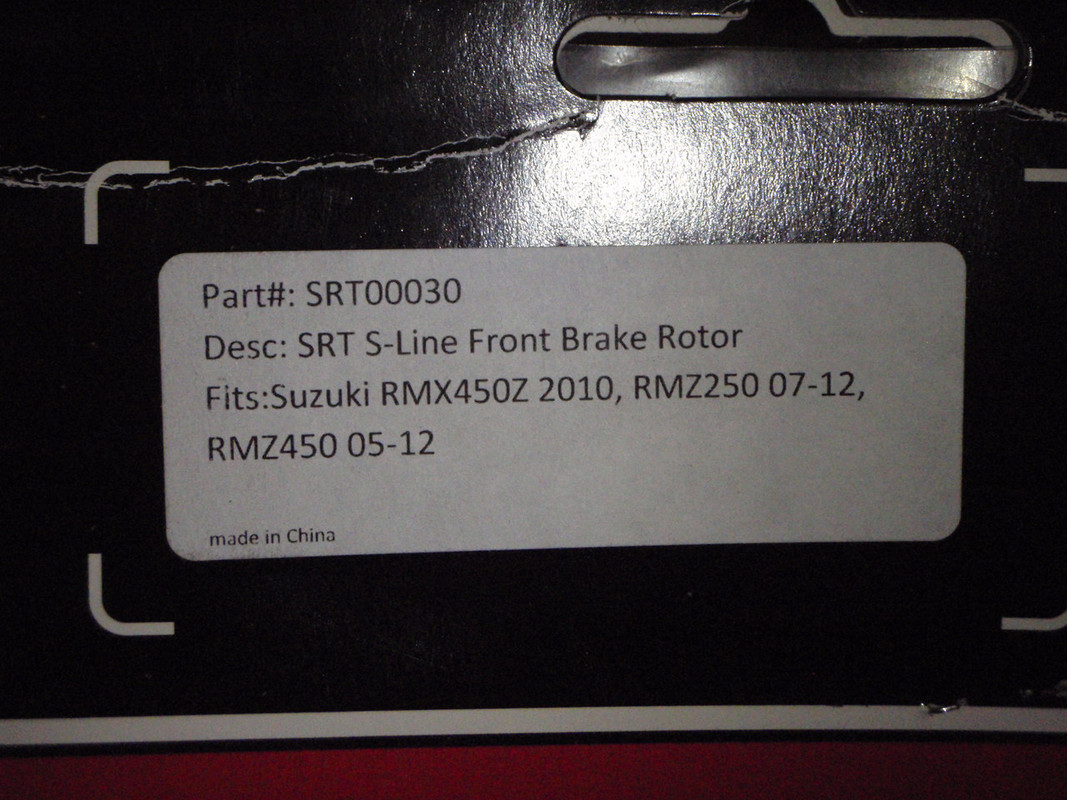 Part#: SRT00030
Desc: SRT S-Line Front Brake Rotor
Fits:Suzuki RMX450Z 2010, RMZ250 07-12,
RMZ450 05-12
made in China